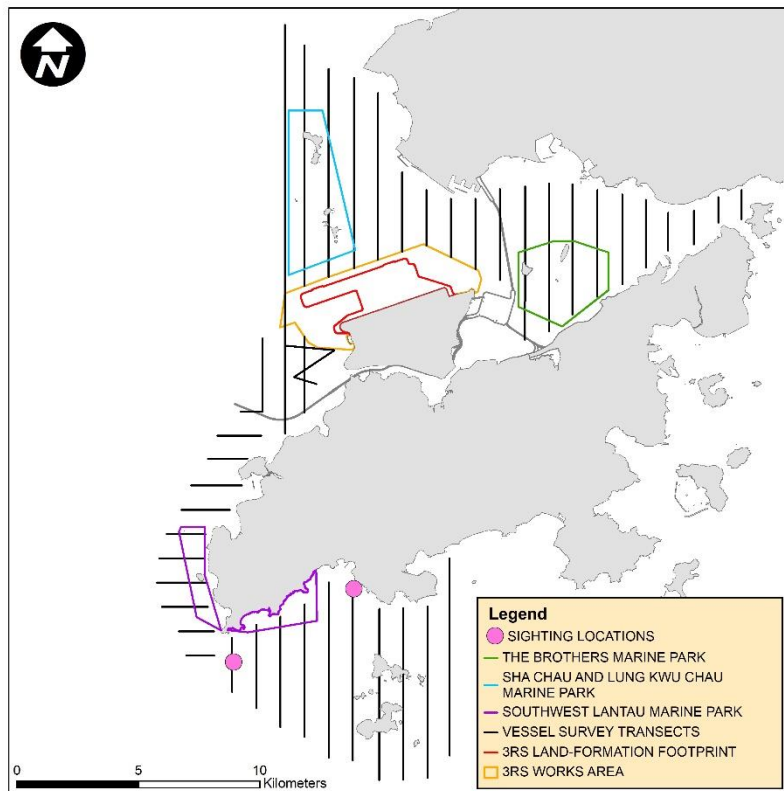 N
Legend
SIGHTING LOCATIONS
THE BROTHERS MARINE PARK
SHA CHAU AND LUNG KWU CHAU
MARINE PARK
SOUTHWEST LANTAU MARINE PARK
VESSEL SURVEY TRANSECTS
3RS LAND-FORMATION FOOTPRINT
3RS WORKS AREA
0 5 10
Kilometers